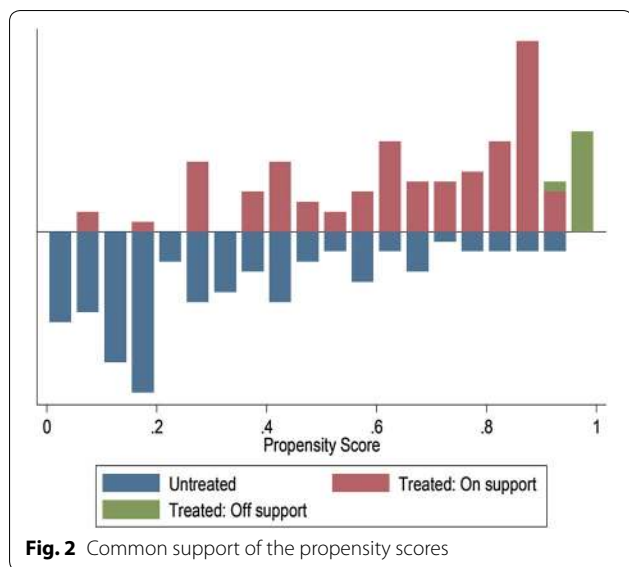 0 .2 .4 .6 .8 1
Propensity Score
Untreated Treated: On support
Treated: Off support
Fig. 2 Common support of the propensity scores